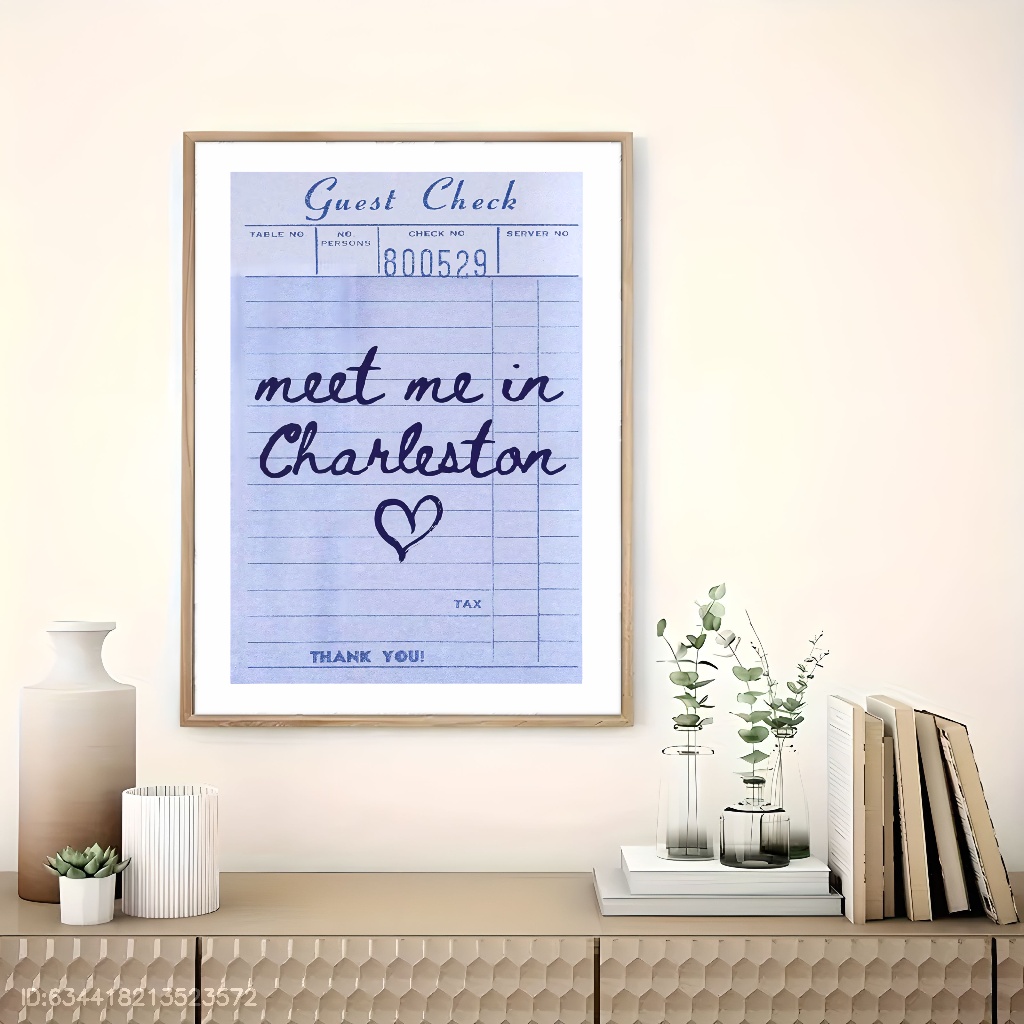 Guest Check
TABLE NO
NO.
PERSONS
CHECK NO
SERVER NO
800529
meet me in
Charleston
TAX
THANK YOU!
ID:634418213523572